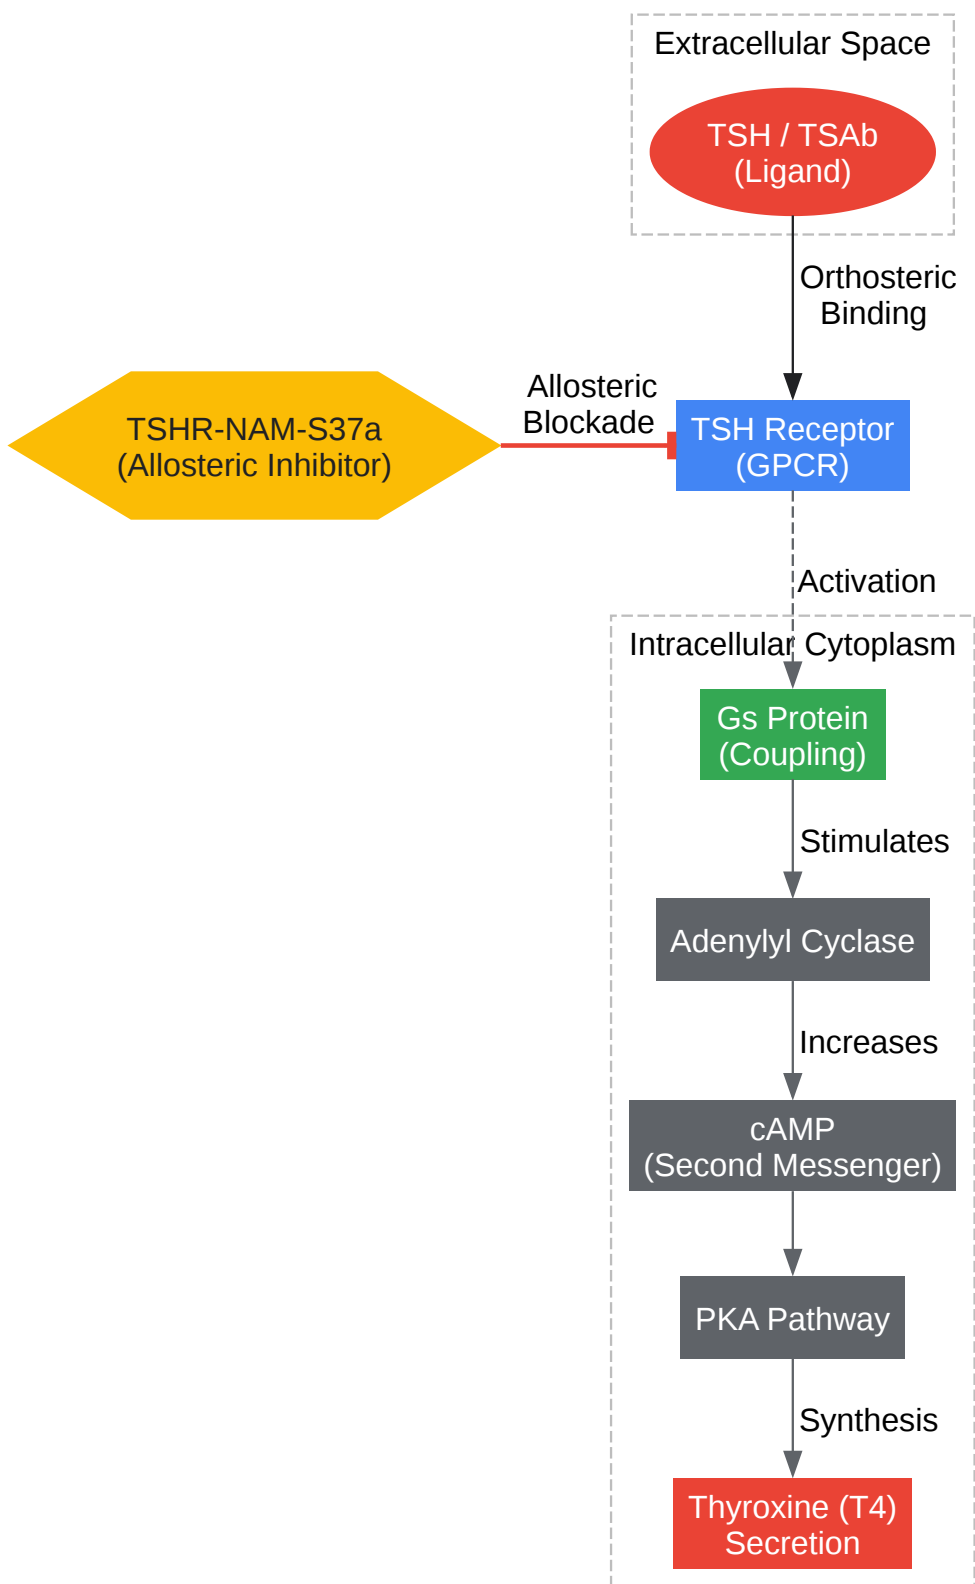 Extracellular Space
TSH / TSAb
(Ligand)
Orthosteric
Binding
Allosteric
Blockade
TSHR-NAM-S37a
(Allosteric Inhibitor)
TSH Receptor
(GPCR)
Activation
Intracellular Cytoplasm
Gs Protein
(Coupling)
Stimulates
Adenylyl Cyclase
Increases
cAMP
(Second Messenger)
PKA Pathway
Synthesis
Thyroxine (T4)
Secretion